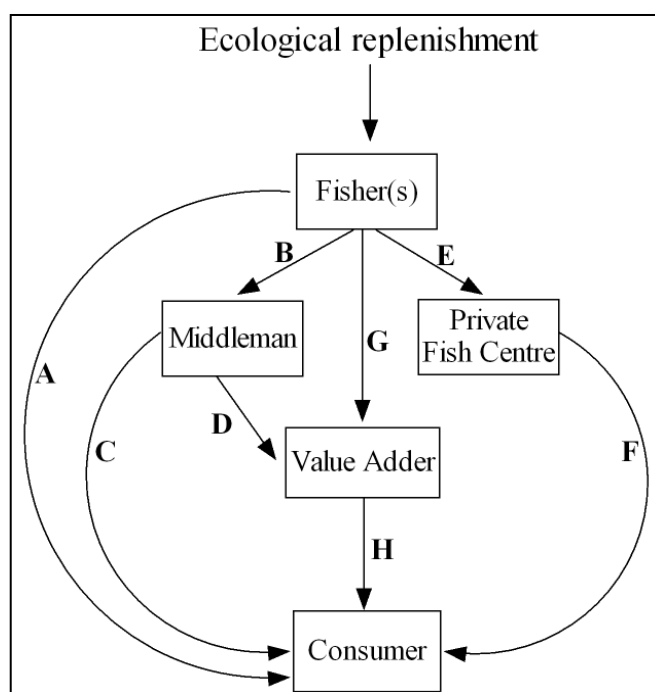 Ecological replenishment
Fisher(s)
B
E
Middleman
Private
Fish Centre
G
A
D
C
Value Adder
F
H
Consumer